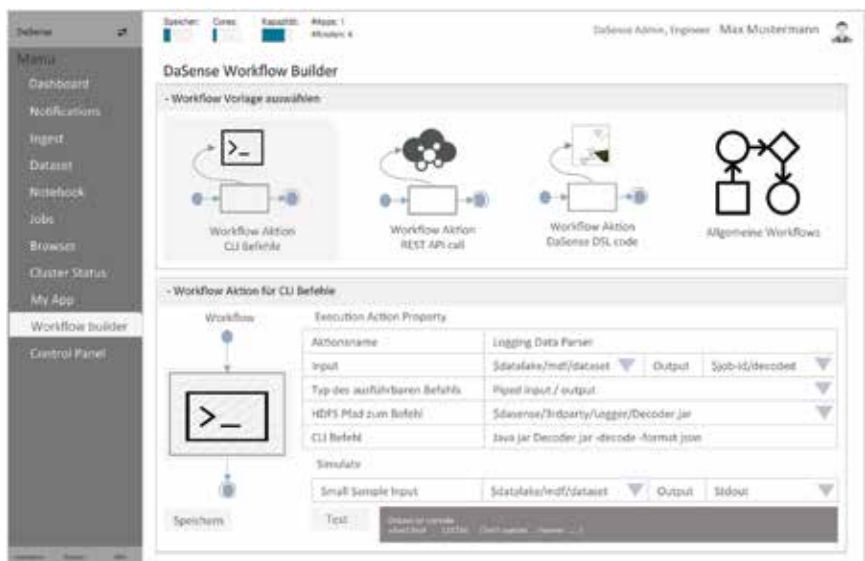 DaSense
Speicher:
Cores:
Kapazität:
#Apps: 1
#Knoten: 6
DaSense Admin, Engineer
Max Mustermann
Menu
Dashboard
Notifications
Ingest
Dataset
Notebook
Jobs
Browser
Cluster Status
My App
Workflow builder
Control Panel
DaSense Workflow Builder
- Workflow Vorlage auswählen
Workflow Aktion
CLI Befehle
Workflow Aktion
REST API call
Workflow Aktion
DaSense DSL code
Allgemeine Workflows
- Workflow Aktion für CLI Befehle
Workflow
Execution Action Property
Aktionsname
Logging Data Parser
Input
$datalake/mdf/dataset
Output
$job-id/decoded
Typ des ausführbaren Befehls
Piped input / output
HDFS Pfad zum Befehl
$dasense/3rdparty/Logger/Decoder.jar
CLI Befehl
Java jar Decoder jar -decode -format json
Simulate
Small Sample Input
$datalake/mdf/dataset
Output
Stdout
Speichern
Test